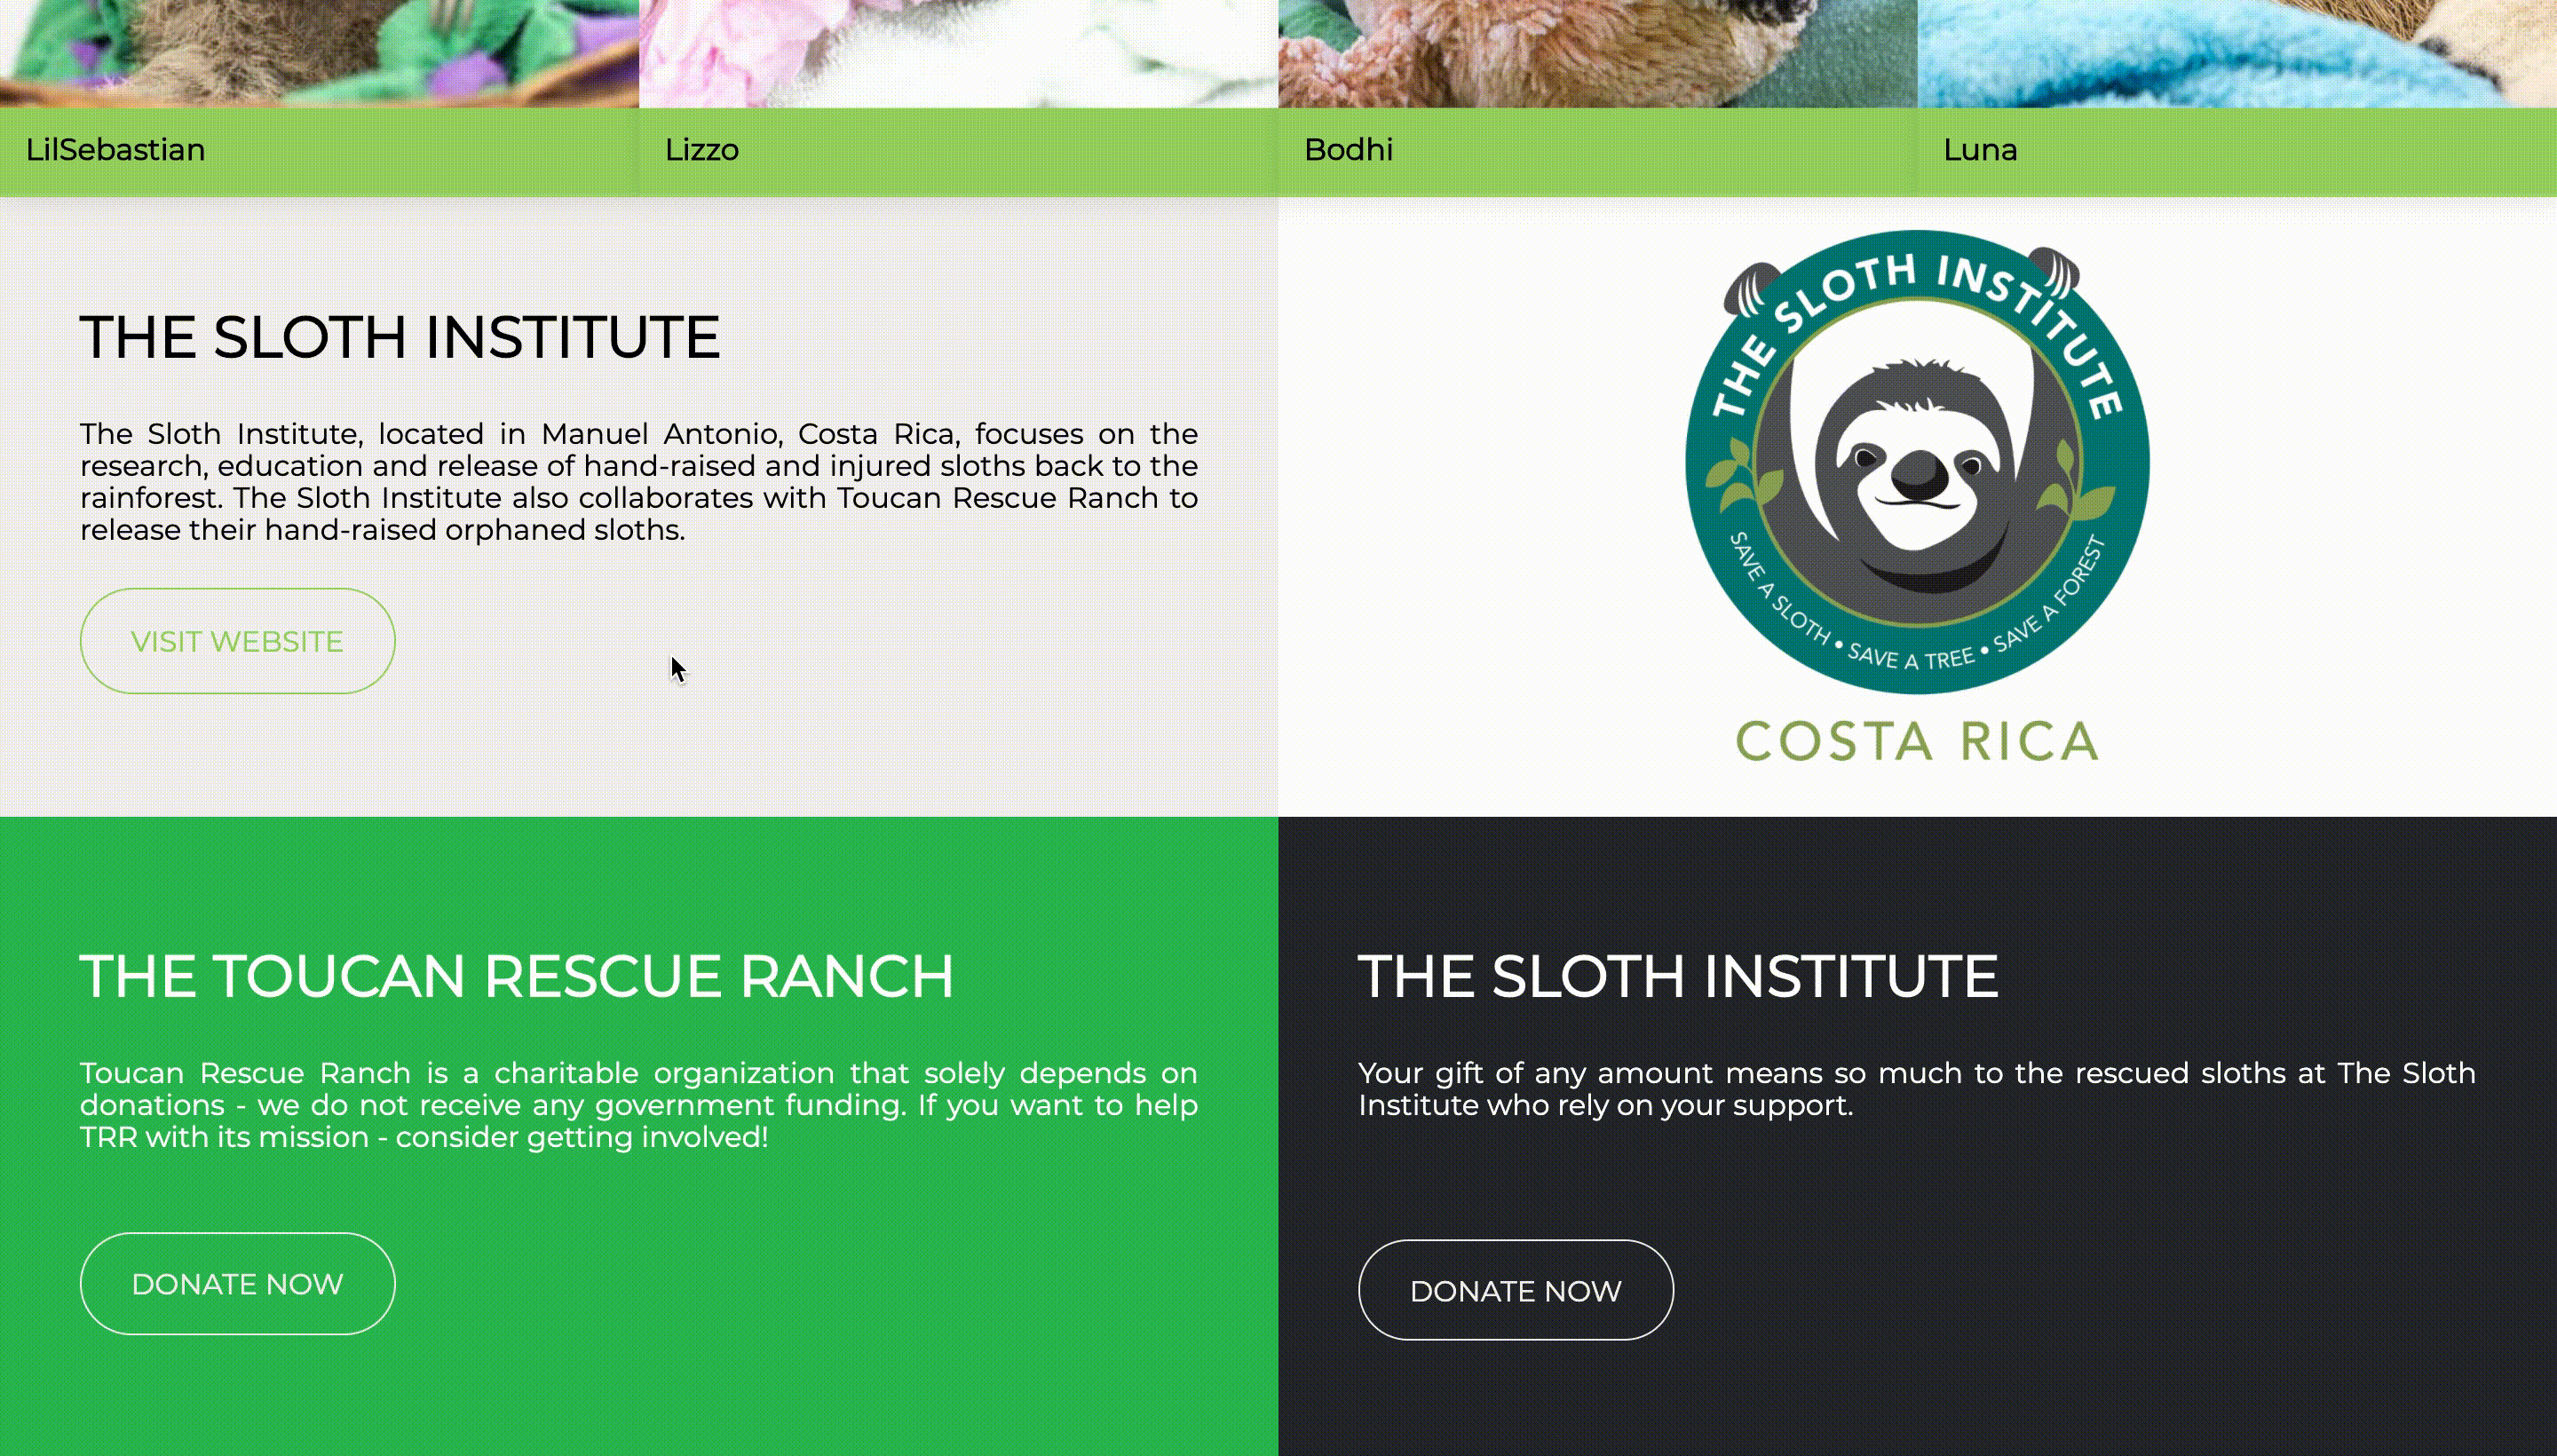 LilSebastian
Lizzo
Bodhi
Luna
THE SLOTH INSTITUTE
The Sloth Institute, located in Manuel Antonio, Costa Rica, focuses on the
research, education and release of hand-raised and injured sloths back to the
rainforest. The Sloth Institute also collaborates with Toucan Rescue Ranch to
release their hand-raised orphaned sloths.
VISIT WEBSITE
THE SLOTH INSTITUTE
SAVE A SLOTH • SAVE A TREE • SAVE A FOREST
COSTA RICA
THE TOUCAN RESCUE RANCH
Toucan Rescue Ranch is a charitable organization that solely depends on
donations - we do not receive any government funding. If you want to help
TRR with its mission - consider getting involved!
DONATE NOW
THE SLOTH INSTITUTE
Your gift of any amount means so much to the rescued sloths at The Sloth
Institute who rely on your support.
DONATE NOW